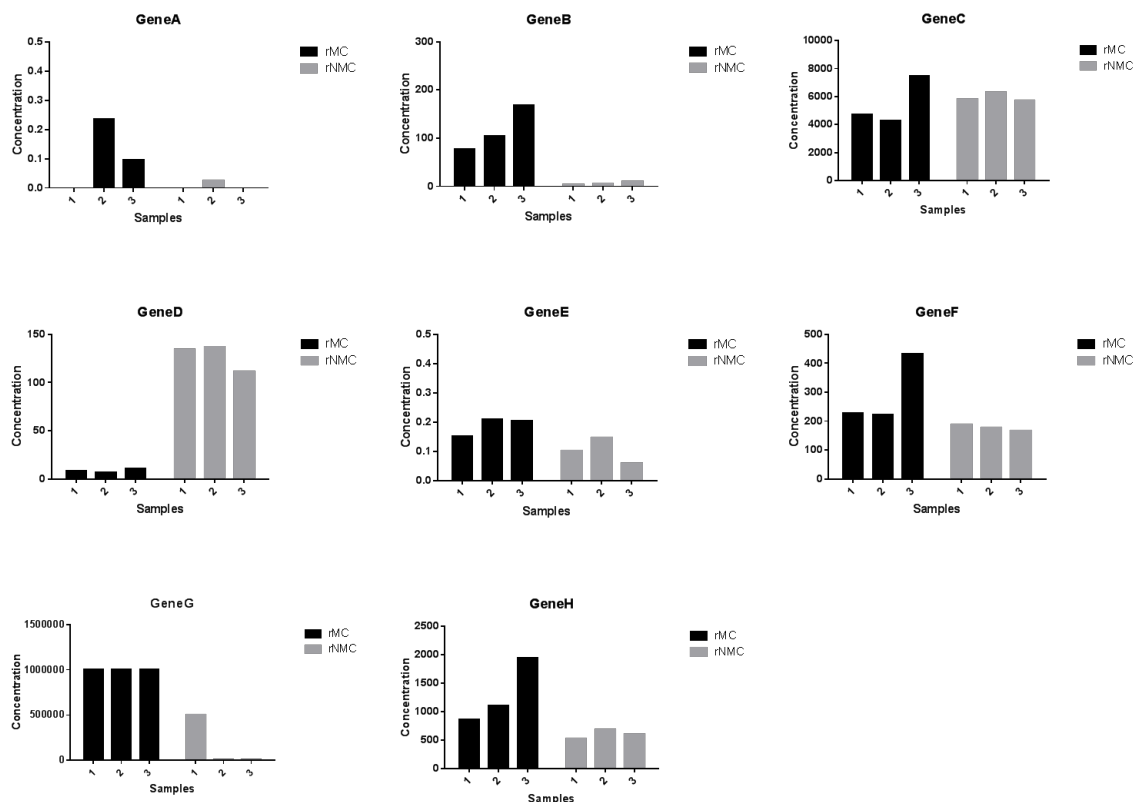 GeneA
0.5
0.4
0.3
0.2
0.1
0.0
Concentration
1 2 3 1 2 3
Samples
rMC
rNMC
GeneB
300
200
100
0
Concentration
1 2 3 1 2 3
Samples
rMC
rNMC
GeneC
10000
8000
6000
4000
2000
0
Concentration
1 2 3 1 2 3
Samples
rMC
rNMC
GeneD
150
100
50
0
Concentration
1 2 3 1 2 3
Samples
rMC
rNMC
GeneE
0.5
0.4
0.3
0.2
0.1
0.0
Concentration
1 2 3 1 2 3
Samples
rMC
rNMC
GeneF
500
400
300
200
100
0
Concentration
1 2 3 1 2 3
Samples
rMC
rNMC
GeneG
1500000
1000000
500000
0
Concentration
1 2 3 1 2 3
Samples
rMC
rNMC
GeneH
2500
2000
1500
1000
500
0
Concentration
1 2 3 1 2 3
Samples
rMC
rNMC